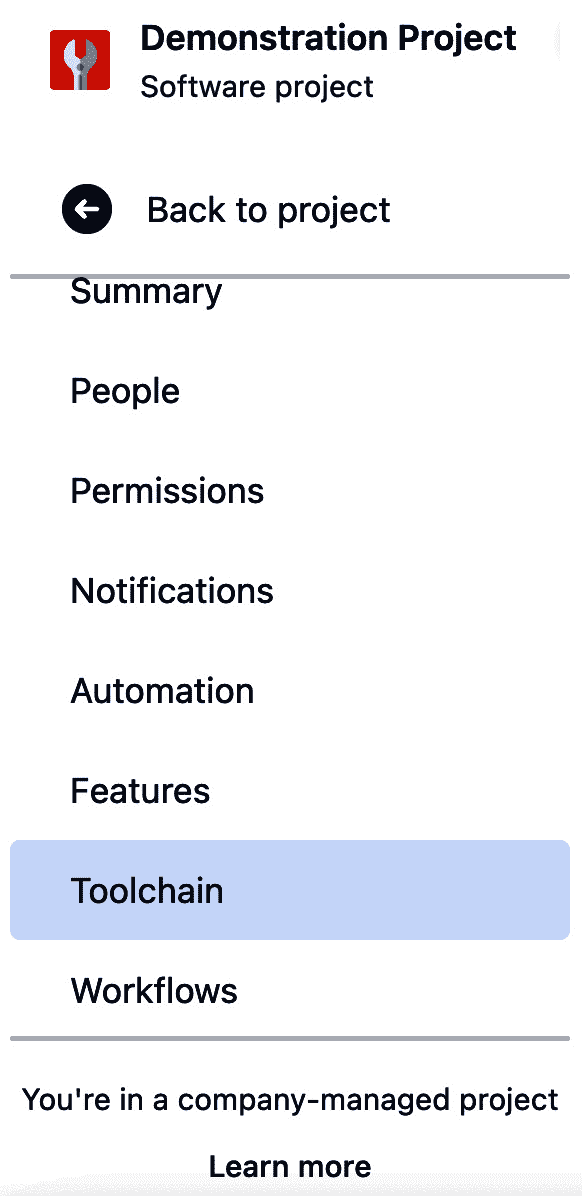 Demonstration Project
Software project
Back to project
Summary
People
Permissions
Notifications
Automation
Features
Toolchain
Workflows
You're in a company-managed project
Learn more